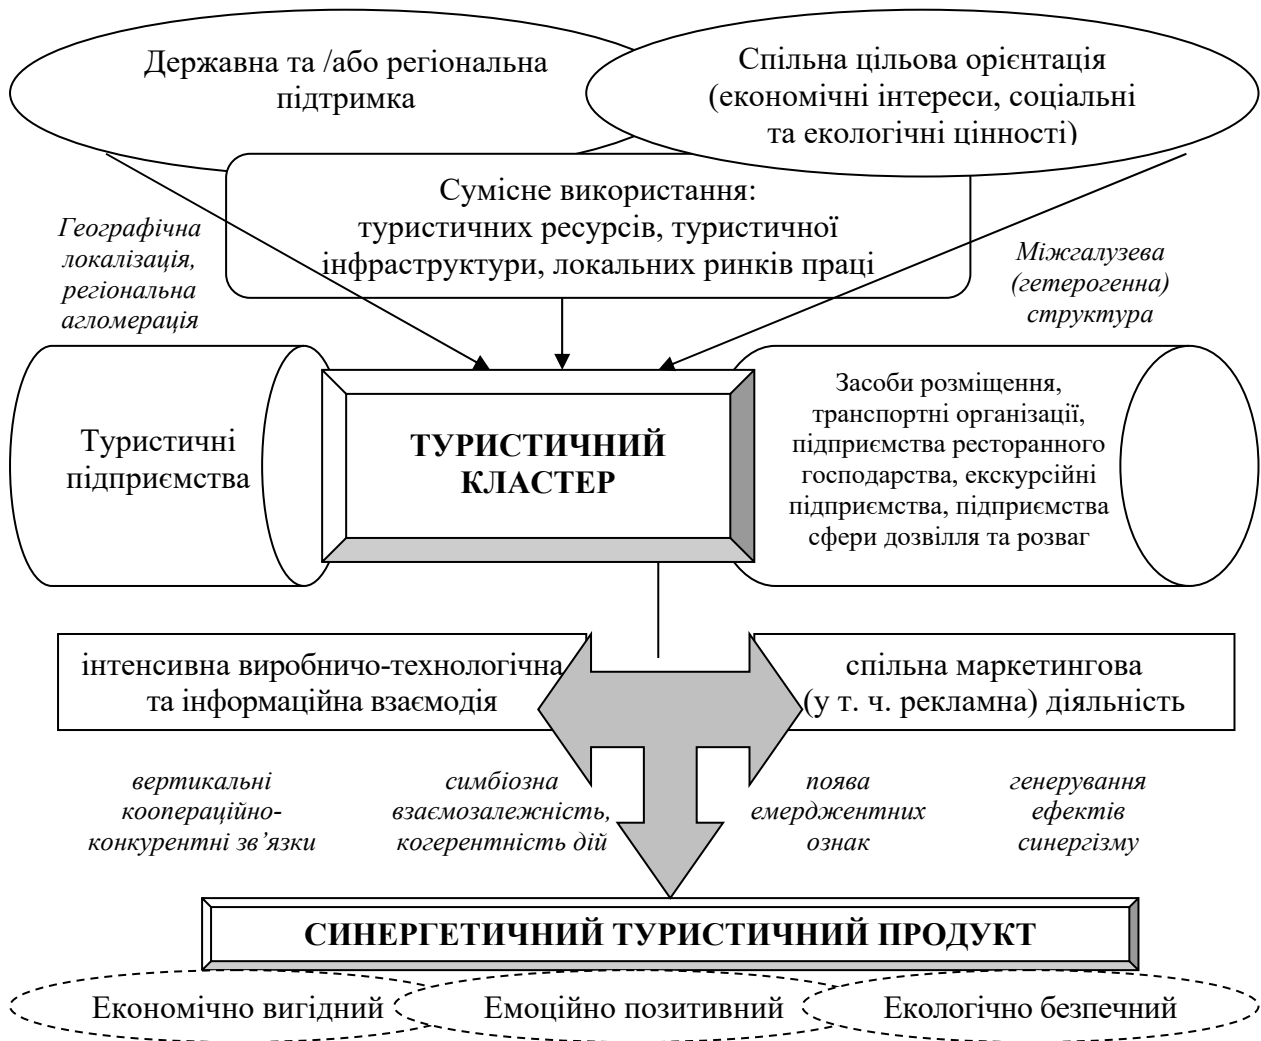 Державна та /або регіональна
підтримка
Спільна цільова орієнтація
(економічні інтереси, соціальні
та екологічні цінності)
Сумісне використання:
туристичних ресурсів, туристичної
інфраструктури, локальних ринків праці
Географічна
локалізація,
регіональна
агломерація
Міжгалузева
(гетерогенна)
структура
Туристичні
підприємства
ТУРИСТИЧНИЙ
КЛАСТЕР
Засоби розміщення,
транспортні організації,
підприємства ресторанного
господарства, екскурсійні
підприємства, підприємства
сфери дозвілля та розваг
інтенсивна виробничо-технологічна
та інформаційна взаємодія
спільна маркетингова
(у т. ч. рекламна) діяльність
вертикальні
коопераційно-
конкурентні зв’язки
симбіозна
взаємозалежність,
когерентність дій
поява
емерджентних
ознак
генерування
ефектів
синергізму
СИНЕРГЕТИЧНИЙ ТУРИСТИЧНИЙ ПРОДУКТ
Економічно вигідний
Емоційно позитивний
Екологічно безпечний